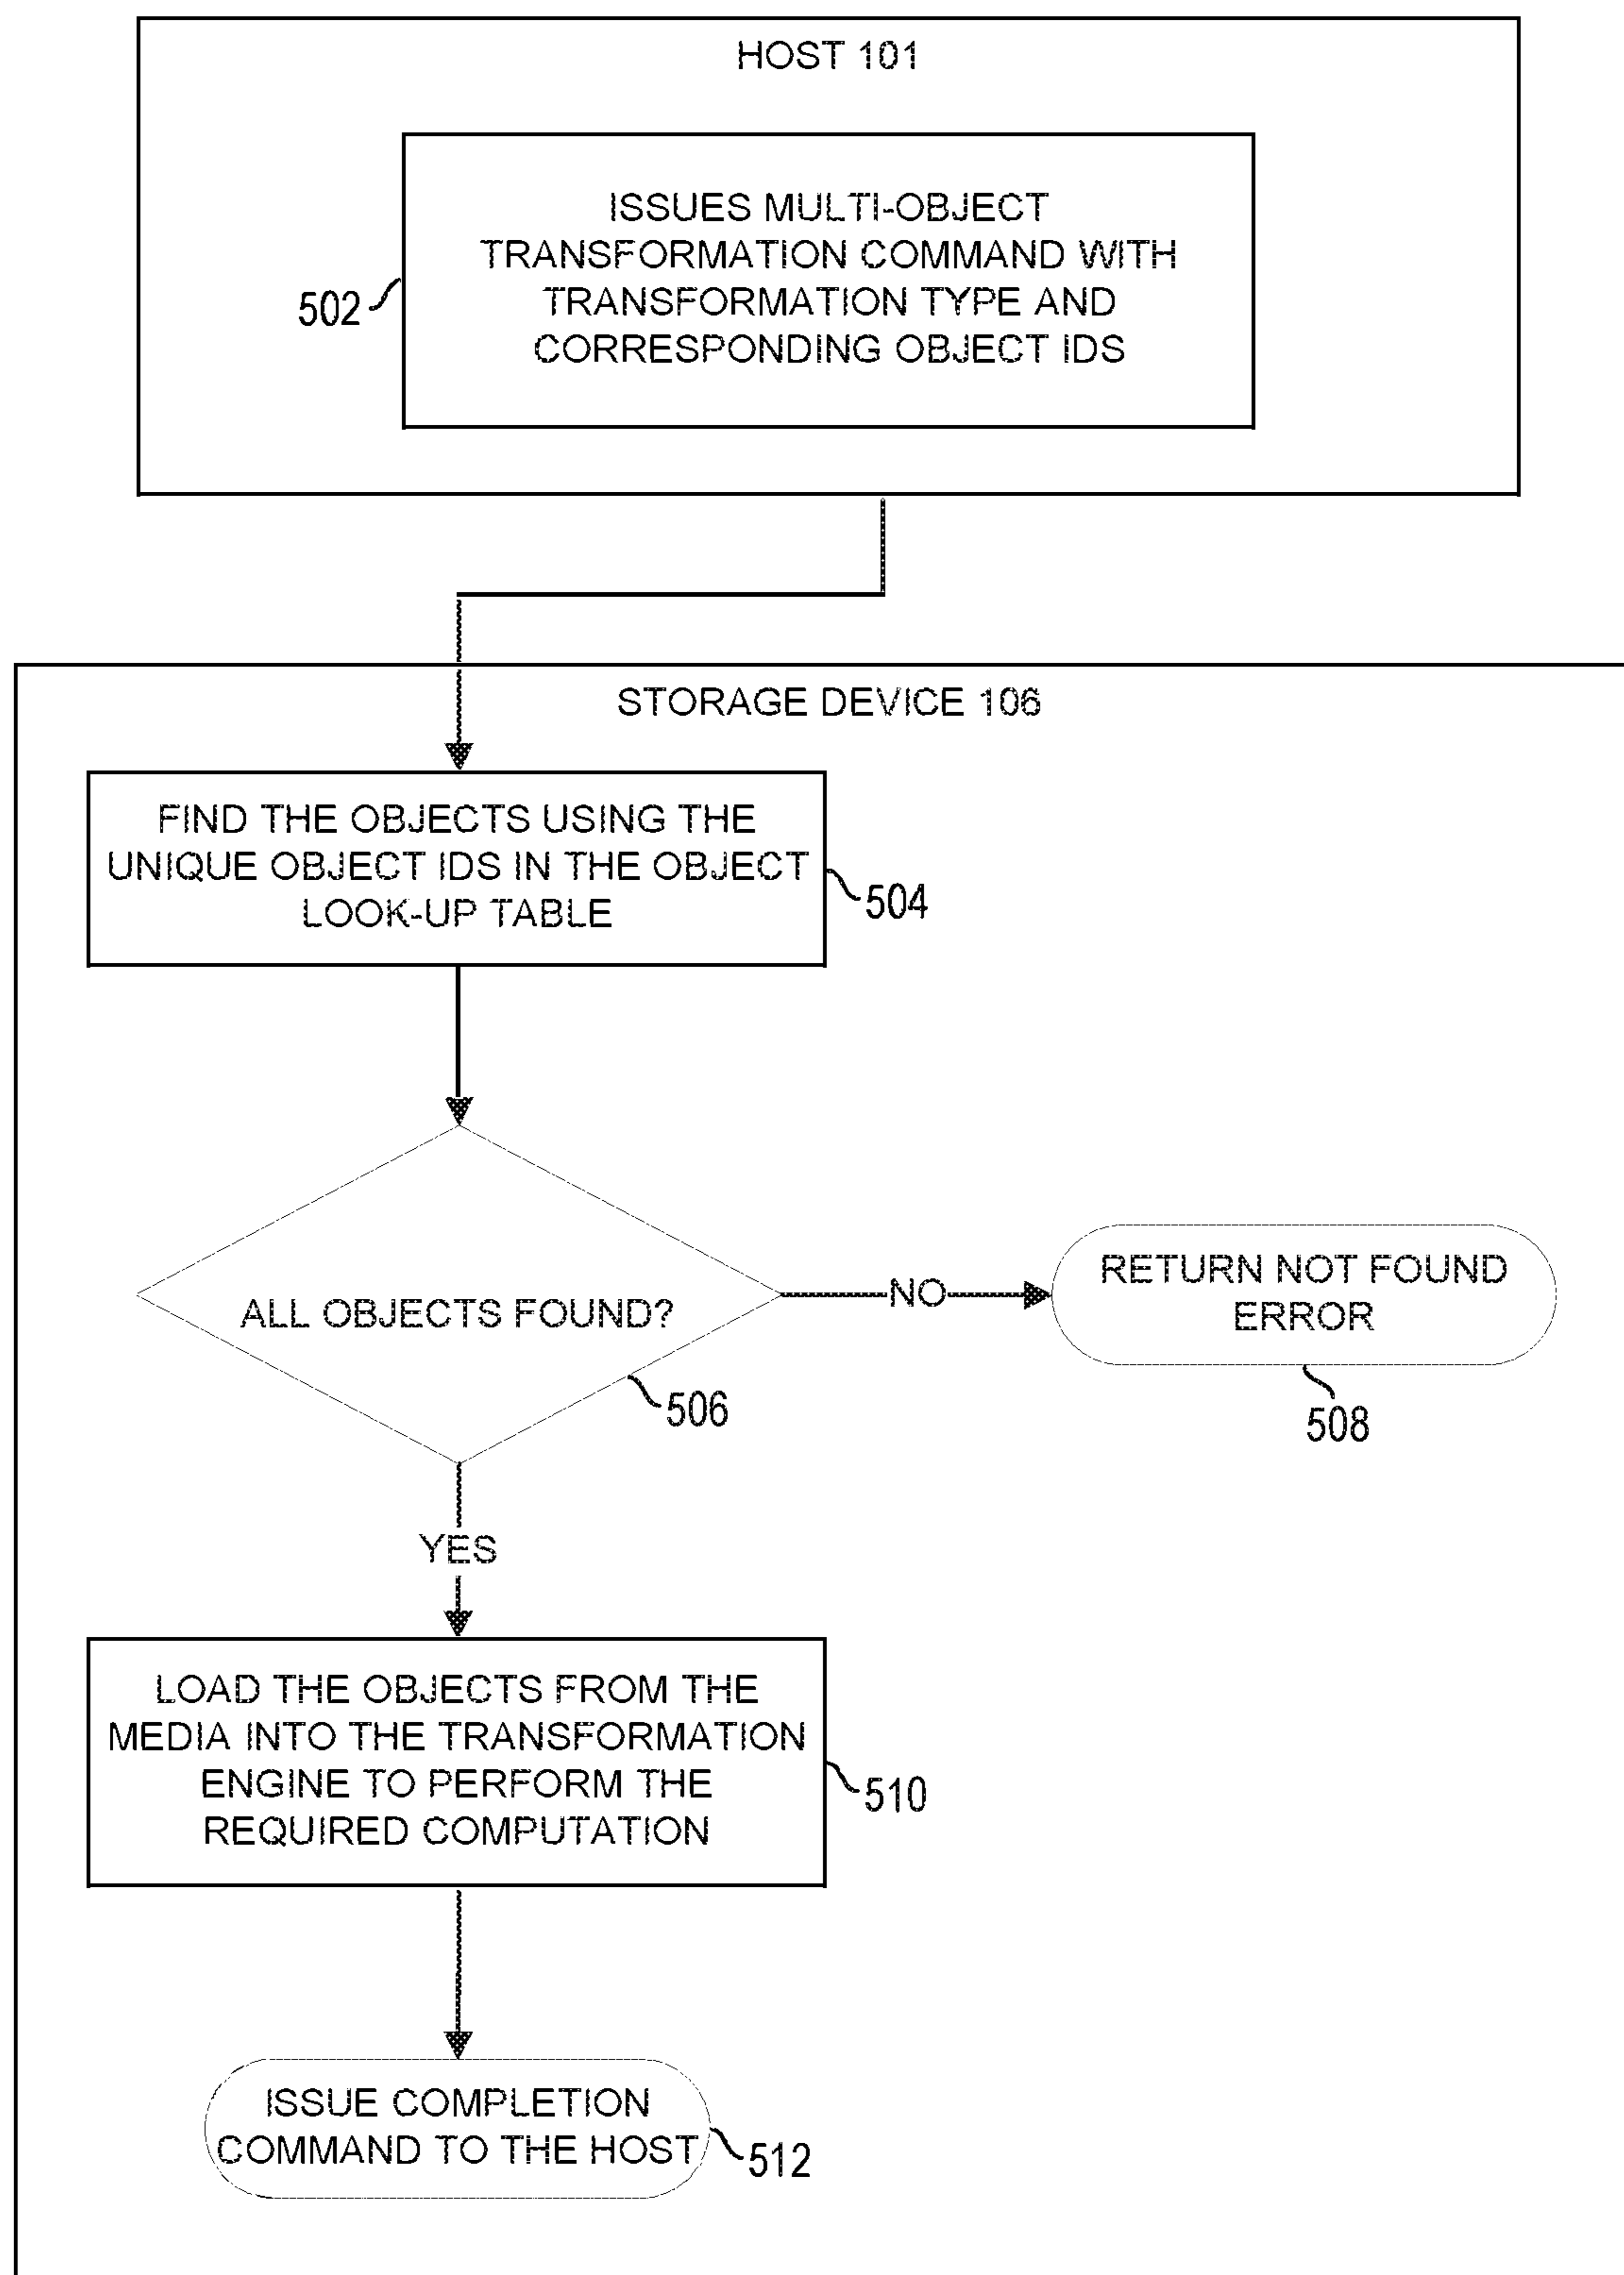 HOST 101
ISSUES MULTI-OBJECT
TRANSFORMATION COMMAND WITH
TRANSFORMATION TYPE AND
CORRESPONDING OBJECT IDS
502
STORAGE DEVICE 106
FIND THE OBJECTS USING THE
UNIQUE OBJECT IDS IN THE OBJECT
LOOK-UP TABLE
504
ALL OBJECTS FOUND?
506
NO
RETURN NOT FOUND
ERROR
508
YES
LOAD THE OBJECTS FROM THE
MEDIA INTO THE TRANSFORMATION
ENGINE TO PERFORM THE
REQUIRED COMPUTATION
510
ISSUE COMPLETION
COMMAND TO THE HOST
512